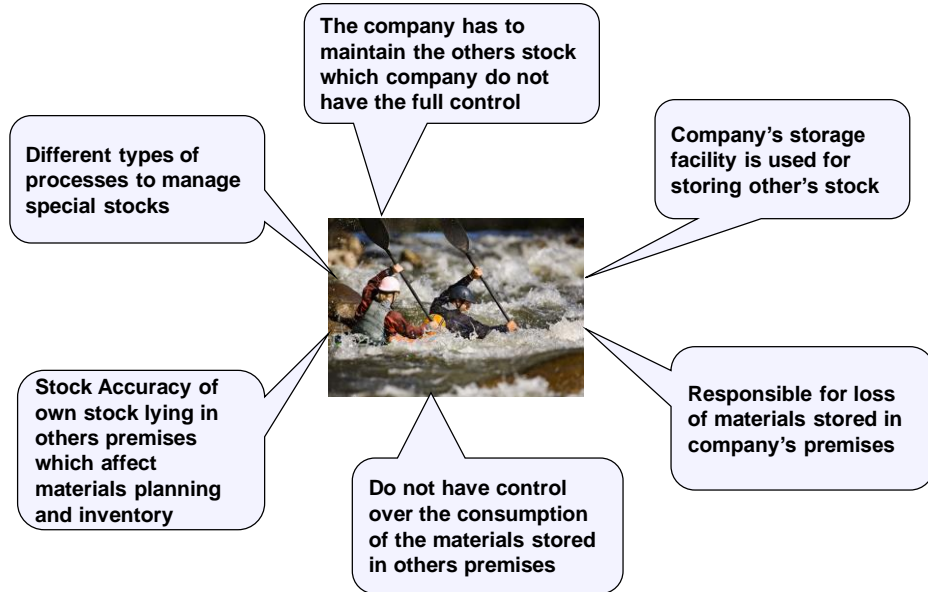 The company has to
maintain the others stock
which company do not
have the full control
Different types of
processes to manage
special stocks
Company’s storage
facility is used for
storing other’s stock
Stock Accuracy of
own stock lying in
others premises
which affect
materials planning
and inventory
Responsible for loss
of materials stored in
company’s premises
Do not have control
over the consumption
of the materials stored
in others premises